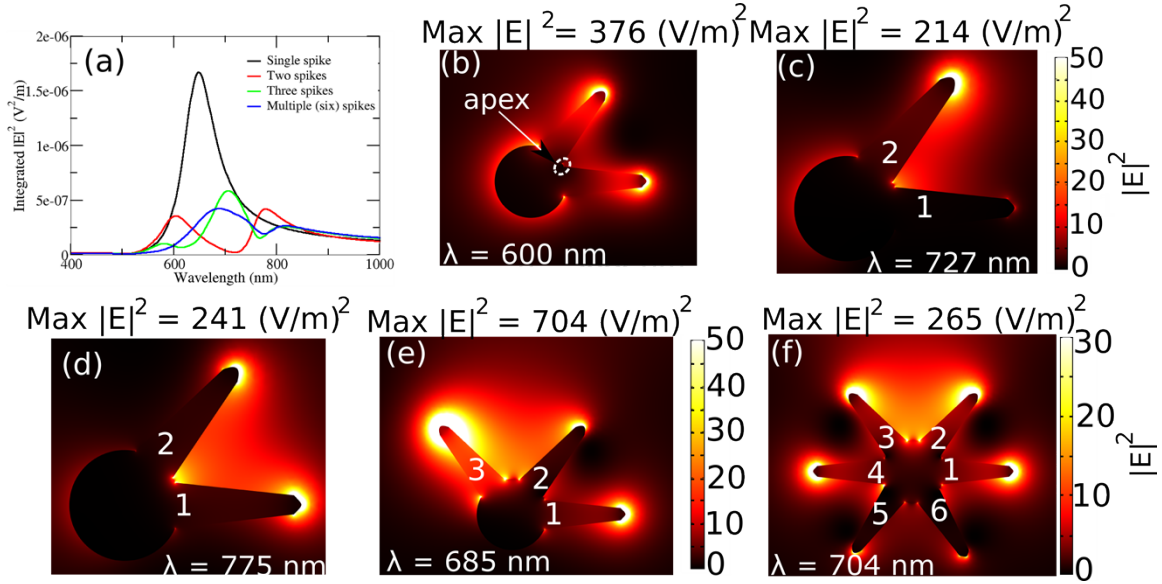 Max |E|² = 376 (V/m)²
Max |E|² = 214 (V/m)²
2e-06
1.5e-06
1e-06
5e-07
0
Integrated |E|² (V²/m)
(a)
Single spike
Two spikes
Three spikes
Multiple (six) spikes
400
600
800
1000
Wavelength (nm)
(b)
apex
λ = 600 nm
(c)
2
1
λ = 727 nm
50
40
30
20
10
0
|E|²
Max |E|² = 241 (V/m)²
Max |E|² = 704 (V/m)²
Max |E|² = 265 (V/m)²
(d)
2
1
λ = 775 nm
(e)
3
2
1
λ = 685 nm
50
40
30
20
10
0
(f)
3
2
4
1
5
6
λ = 704 nm
30
20
10
0
|E|²